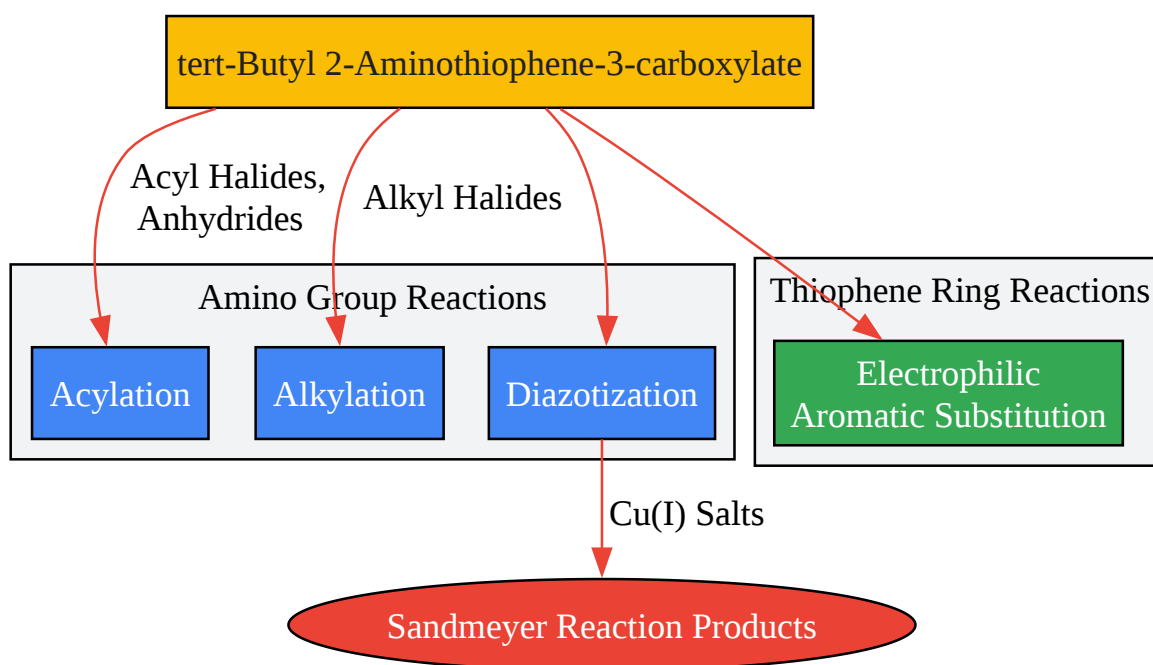 tert-Butyl 2-Aminothiophene-3-carboxylate
Acyl Halides,
Anhydrides
Alkyl Halides
Amino Group Reactions
Thiophene Ring Reactions
Acylation
Alkylation
Diazotization
Electrophilic
Aromatic Substitution
Cu(I) Salts
Sandmeyer Reaction Products